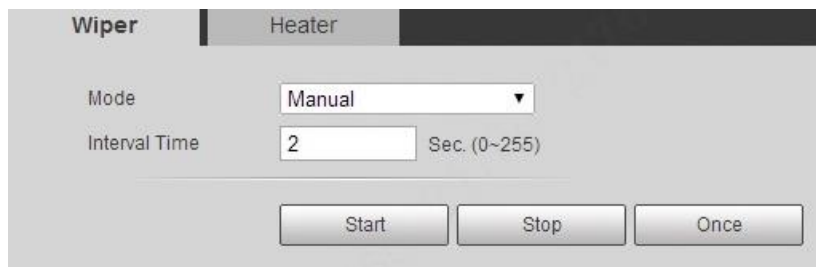 Wiper Heater
Mode Manual
Interval Time 2 Sec. (0~255)
Start Stop Once